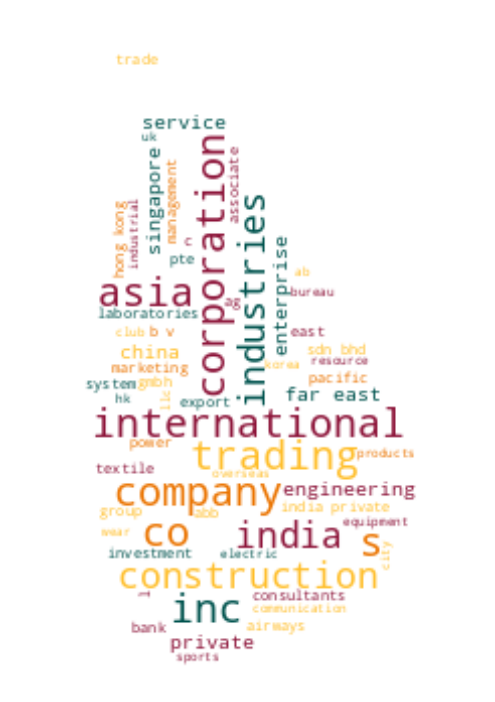 trade
service
uk
corporation
singapore
associate
management
industries
hong kong
industrial
c
enterprise
pte
ab
asia
bureau
ag
laboratories
club
b v
east
china
sdn bhd
resource
korea
marketing
pacific
system
gmbh
llc
far east
hk
export
international
power
trading
products
textile
overseas
company
engineering
group
abb
india private
equipment
wear
co
india
s
city
investment
electric
construction
l
consultants
inc
communication
bank
airways
private
sports